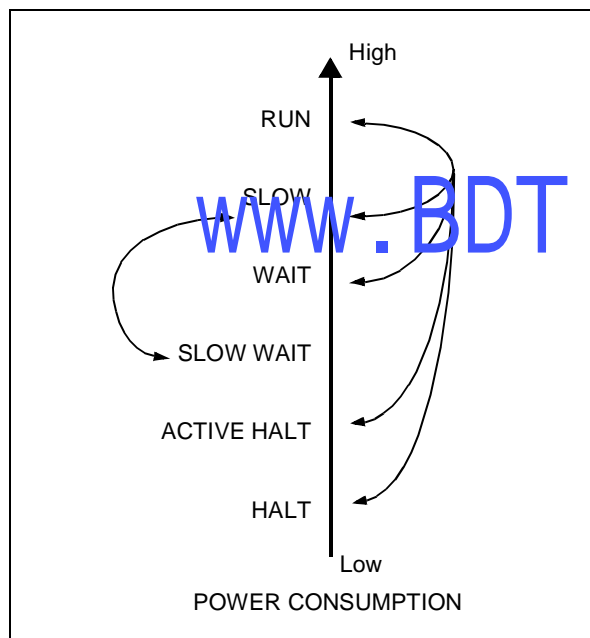 High
RUN
SLOW
www.BDT
WAIT
SLOW WAIT
ACTIVE HALT
HALT
Low
POWER CONSUMPTION